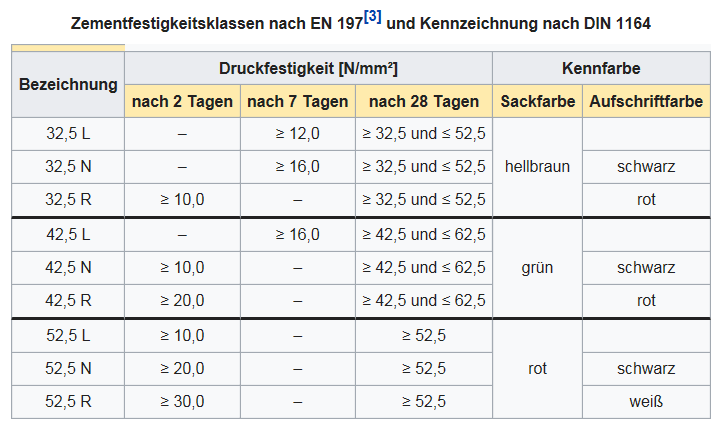 Zementfestigkeitsklassen nach EN 197[3] und Kennzeichnung nach DIN 1164
Bezeichnung Druckfestigkeit [N/mm²] Kennfarbe
nach 2 Tagen nach 7 Tagen nach 28 Tagen Sackfarbe Aufschriftfarbe
32,5 L – ≥ 12,0 ≥ 32,5 und ≤ 52,5
32,5 N – ≥ 16,0 ≥ 32,5 und ≤ 52,5 hellbraun schwarz
32,5 R ≥ 10,0 – ≥ 32,5 und ≤ 52,5 rot
42,5 L – ≥ 16,0 ≥ 42,5 und ≤ 62,5
42,5 N ≥ 10,0 – ≥ 42,5 und ≤ 62,5 grün schwarz
42,5 R ≥ 20,0 – ≥ 42,5 und ≤ 62,5 rot
52,5 L ≥ 10,0 – ≥ 52,5
52,5 N ≥ 20,0 – ≥ 52,5 rot schwarz
52,5 R ≥ 30,0 – ≥ 52,5 weiß